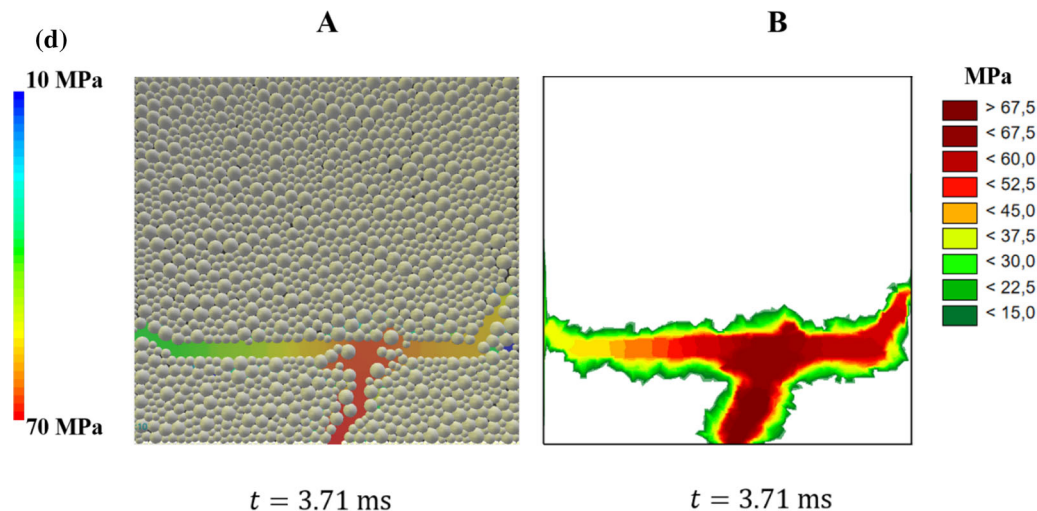 A
B
(d)
10 MPa
70 MPa
MPa
> 67,5
< 67,5
< 60,0
< 52,5
< 45,0
< 37,5
< 30,0
< 22,5
< 15,0
t = 3.71 ms
t = 3.71 ms